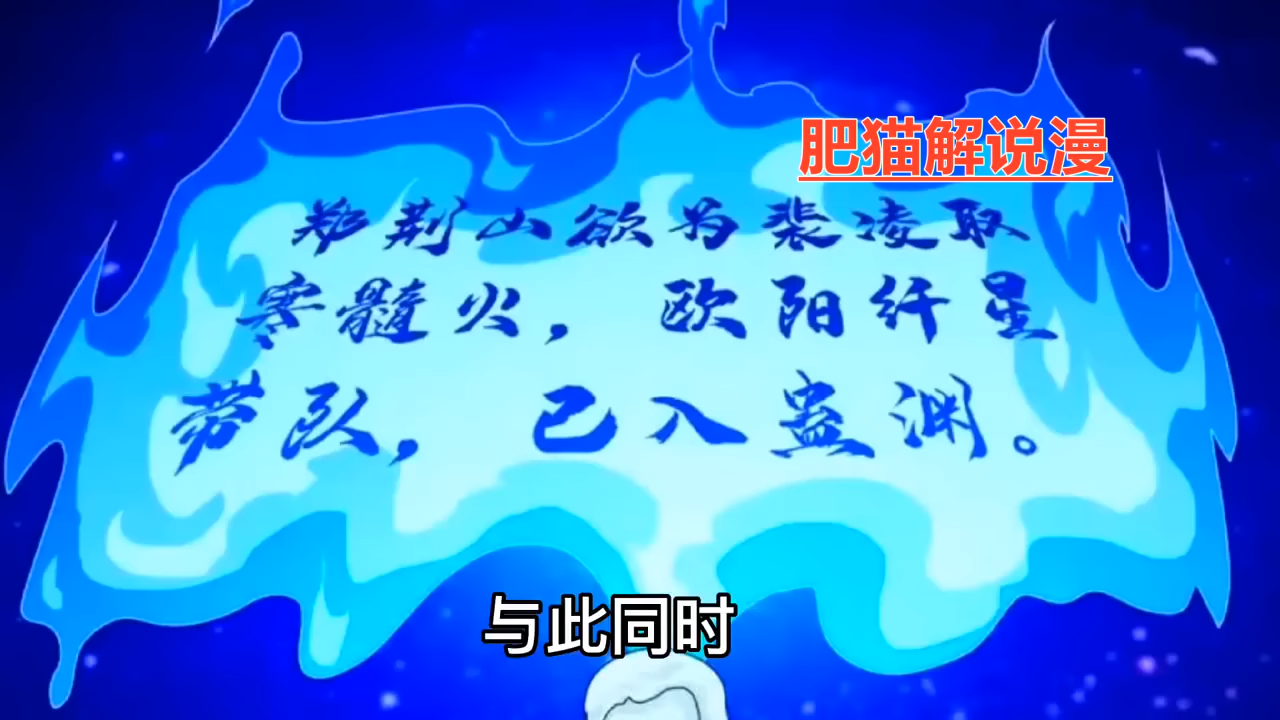 肥猫解说漫
郑荆山欲为裴凌取
寒髓火，欧阳纤星
带队，已入蛊渊。
与此同时